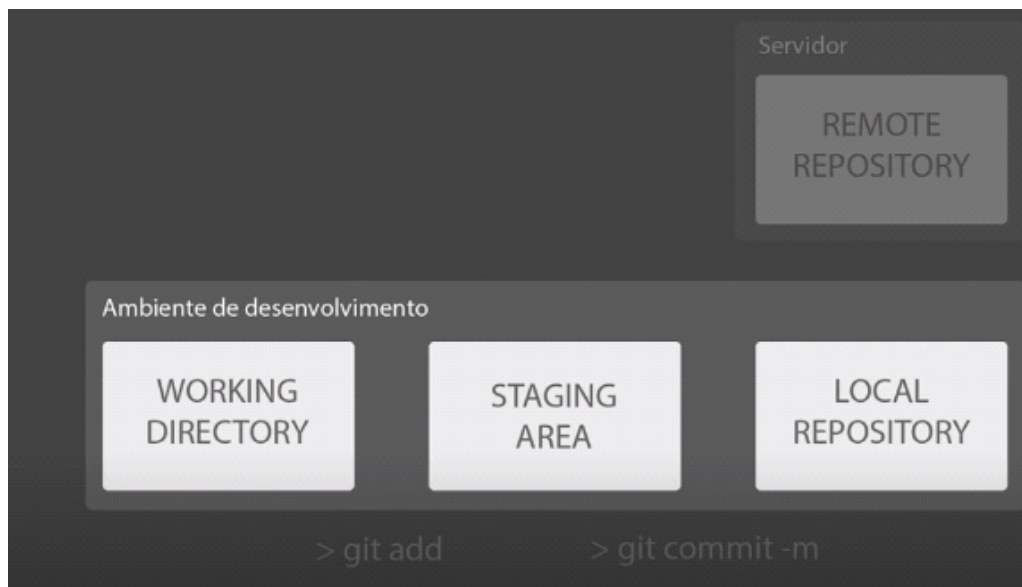 Servidor
REMOTE
REPOSITORY
Ambiente de desenvolvimento
WORKING
DIRECTORY
STAGING
AREA
LOCAL
REPOSITORY
> git add
> git commit -m